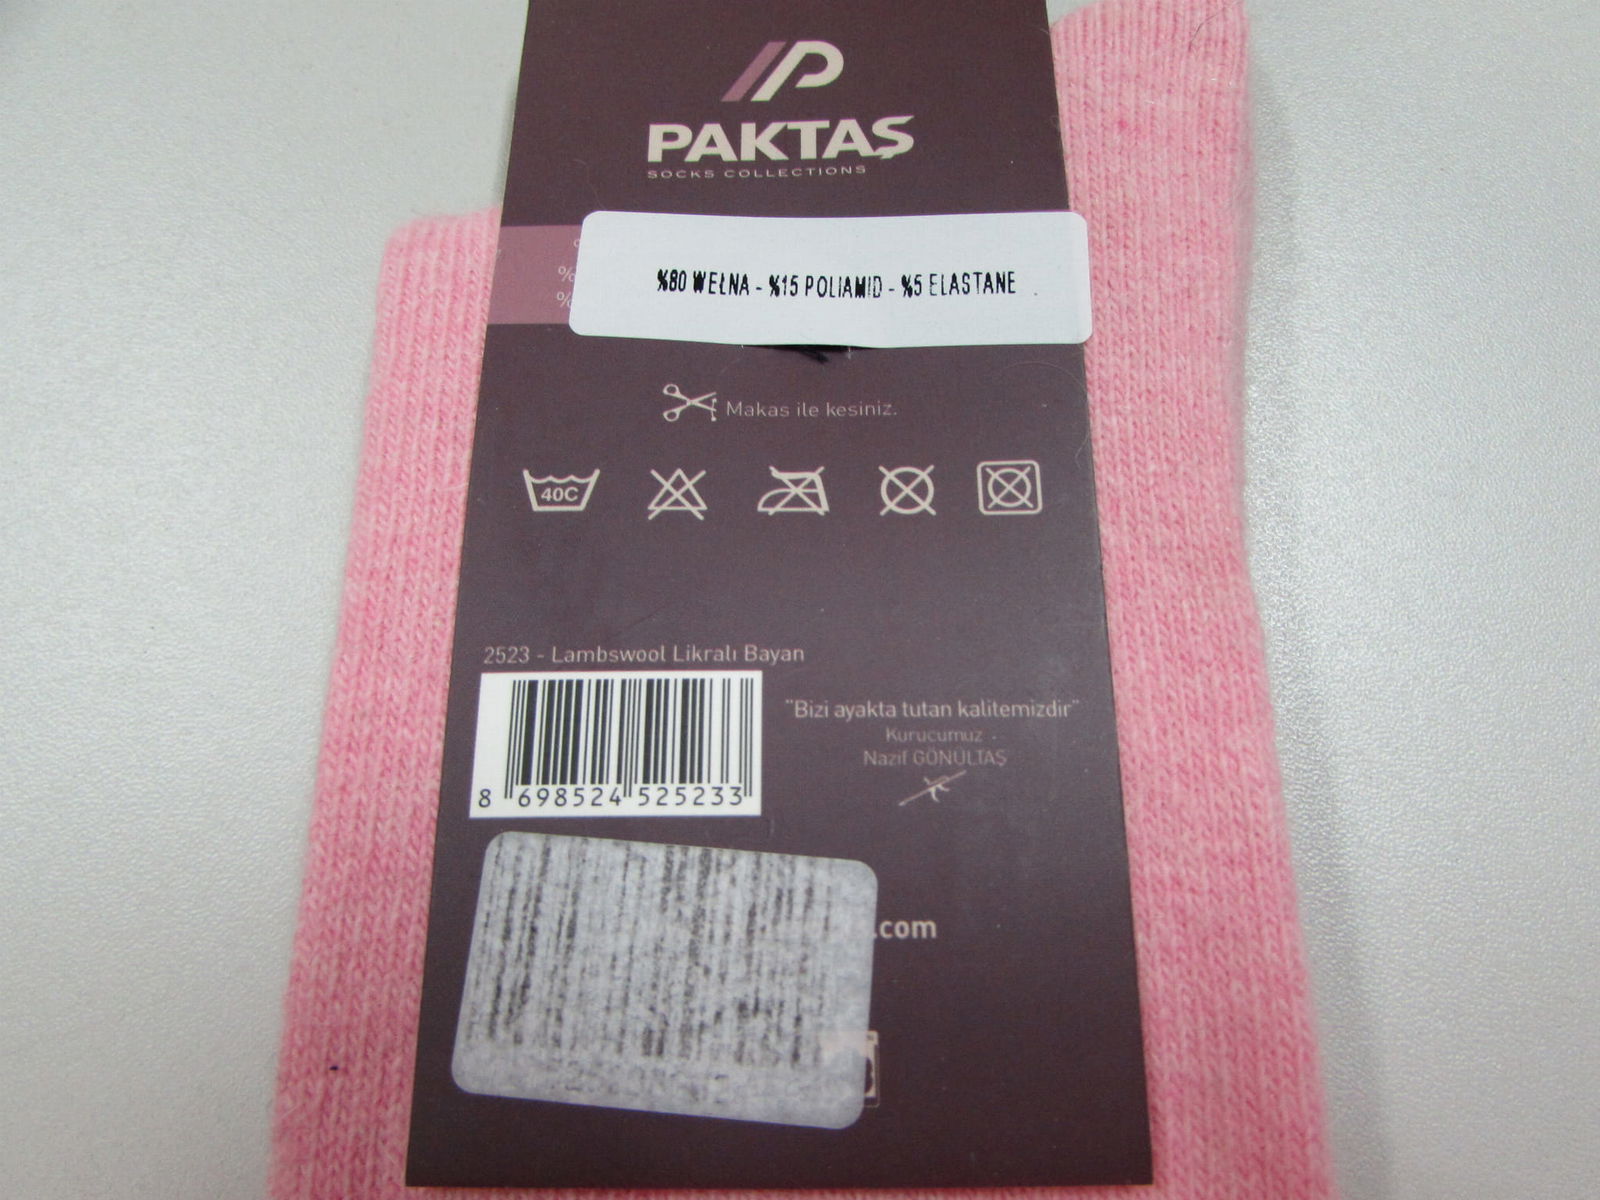 PAKTAŞ
SOCKS COLLECTIONS
%80 WEŁNA - %15 POLIAMID - %5 ELASTANE
%
%
Makas ile kesiniz.
40C
2523 - Lambswool Likralı Bayan
8 698524 525233
"Bizi ayakta tutan kalitemizdir"
Kurucumuz
Nazif GÖNÜLTAŞ
.com